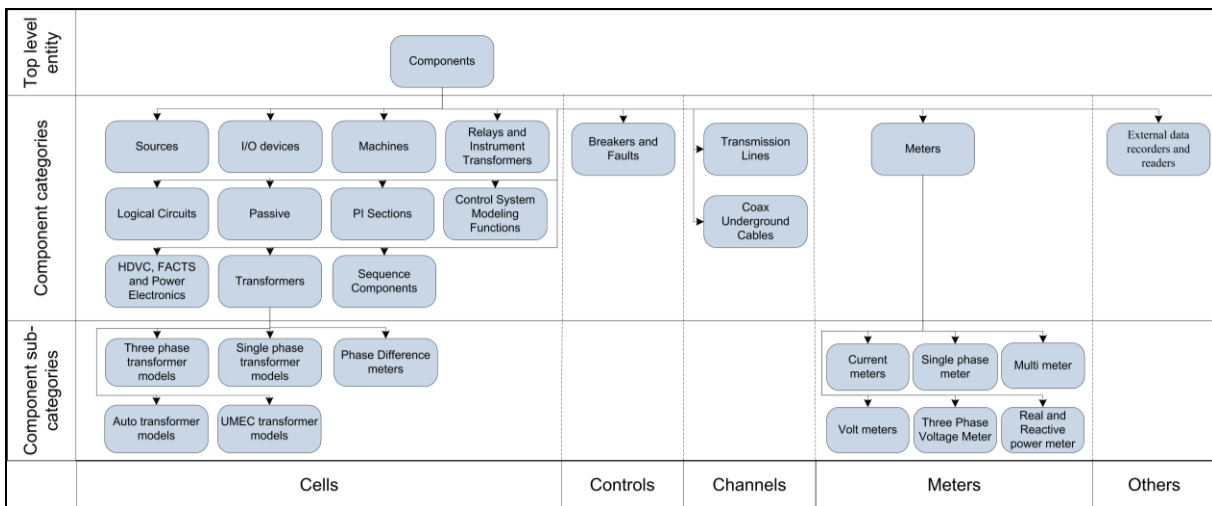 Top level
entity
Components
Component categories
Sources
I/O devices
Machines
Relays and
Instrument
Transformers
Breakers and
Faults
Transmission
Lines
Meters
External data
recorders and
readers
Logical Circuits
Passive
PI Sections
Control System
Modeling
Functions
Coax
Underground
Cables
HDVC, FACTS
and Power
Electronics
Transformers
Sequence
Components
Component sub-
categories
Three phase
transformer
models
Single phase
transformer
models
Phase Difference
meters
Current
meters
Single phase
meter
Multi meter
Auto transformer
models
UMEC transformer
models
Volt meters
Three Phase
Voltage Meter
Real and
Reactive
power meter
Cells
Controls
Channels
Meters
Others